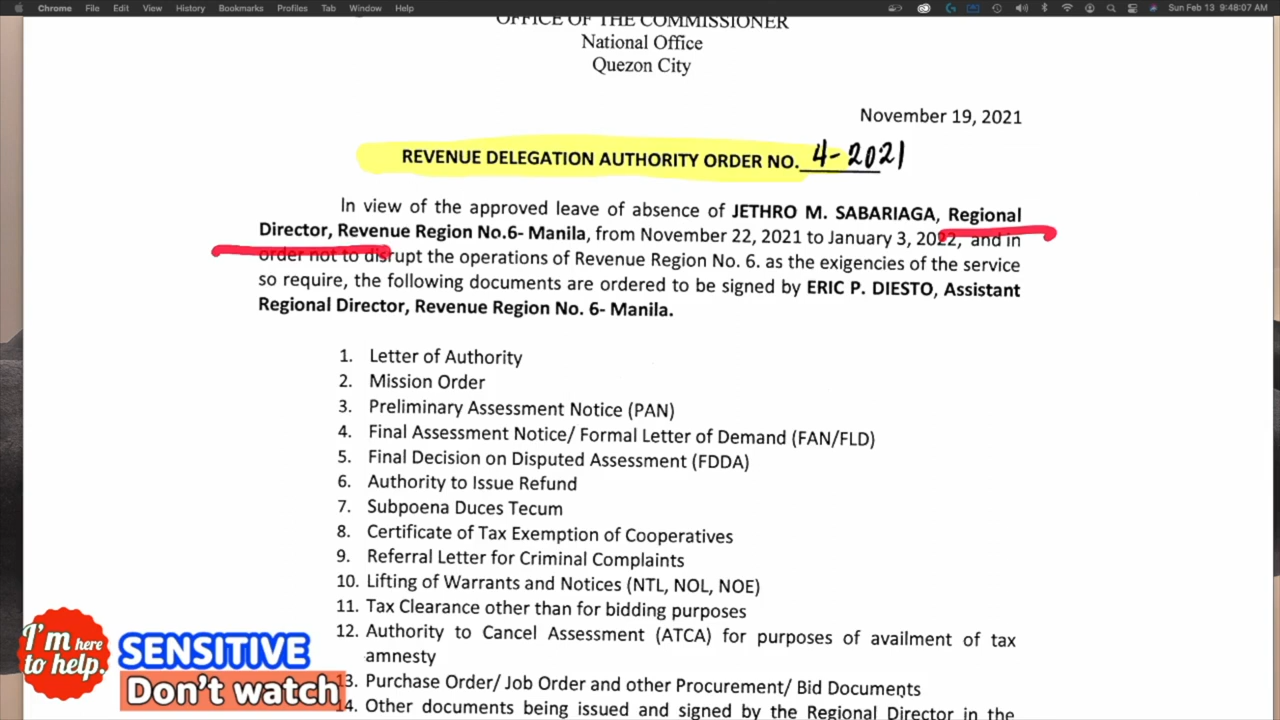 Chrome File Edit View History Bookmarks Profiles Tab Window Help Sun Feb 13 9:48:07 AM
OFFICE OF THE COMMISSIONER
National Office
Quezon City
November 19, 2021
REVENUE DELEGATION AUTHORITY ORDER NO. 4-2021
In view of the approved leave of absence of JETHRO M. SABARIAGA, Regional
Director, Revenue Region No.6- Manila, from November 22, 2021 to January 3, 2022, and in
order not to disrupt the operations of Revenue Region No. 6. as the exigencies of the service
so require, the following documents are ordered to be signed by ERIC P. DIESTO, Assistant
Regional Director, Revenue Region No. 6- Manila.
1. Letter of Authority
2. Mission Order
3. Preliminary Assessment Notice (PAN)
4. Final Assessment Notice/ Formal Letter of Demand (FAN/FLD)
5. Final Decision on Disputed Assessment (FDDA)
6. Authority to Issue Refund
7. Subpoena Duces Tecum
8. Certificate of Tax Exemption of Cooperatives
9. Referral Letter for Criminal Complaints
10. Lifting of Warrants and Notices (NTL, NOL, NOE)
11. Tax Clearance other than for bidding purposes
12. Authority to Cancel Assessment (ATCA) for purposes of availment of tax
amnesty
13. Purchase Order/ Job Order and other Procurement/ Bid Documents
14. Other documents being issued and signed by the Regional Director in the
I'm here
to help.
SENSITIVE
Don't watch